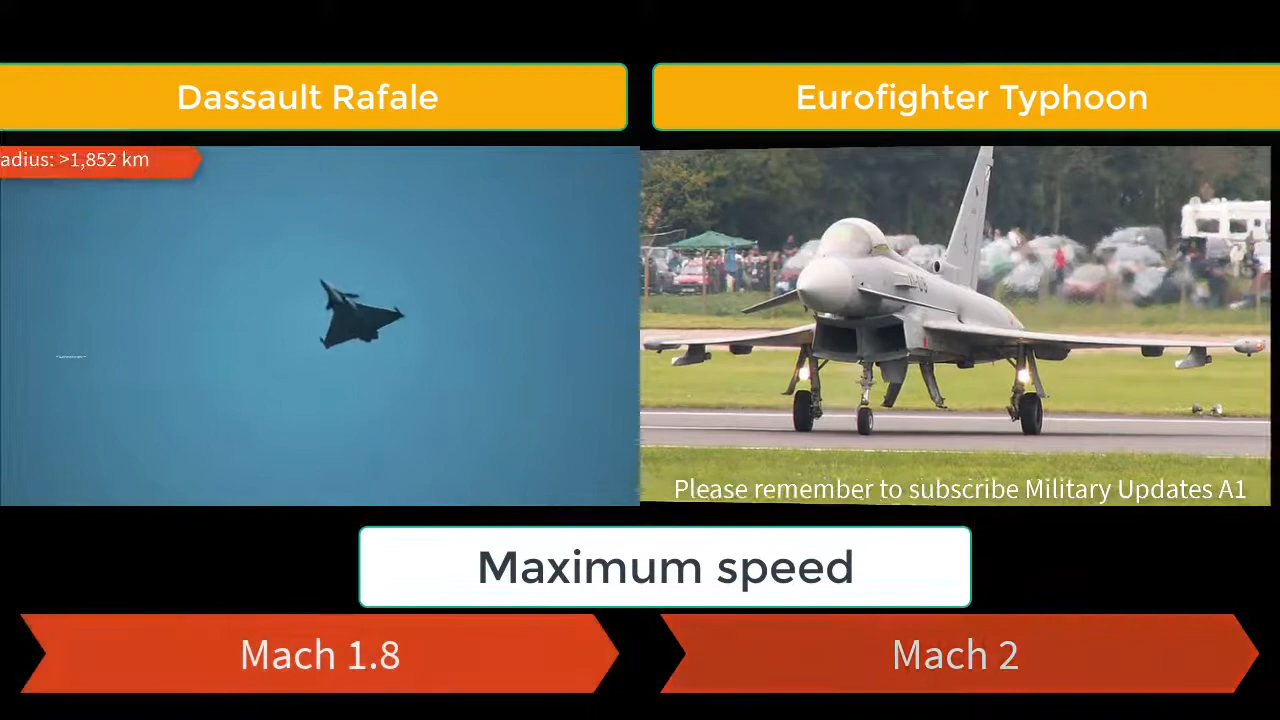 Dassault Rafale
Eurofighter Typhoon
adius: >1,852 km
Please remember to subscribe Military Updates A1
Maximum speed
Mach 1.8
Mach 2